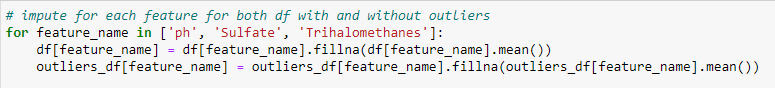 # impute for each feature for both df with and without outliers
for feature_name in ['ph', 'Sulfate', 'Trihalomethanes']:
    df[feature_name] = df[feature_name].fillna(df[feature_name].mean())
    outliers_df[feature_name] = outliers_df[feature_name].fillna(outliers_df[feature_name].mean())